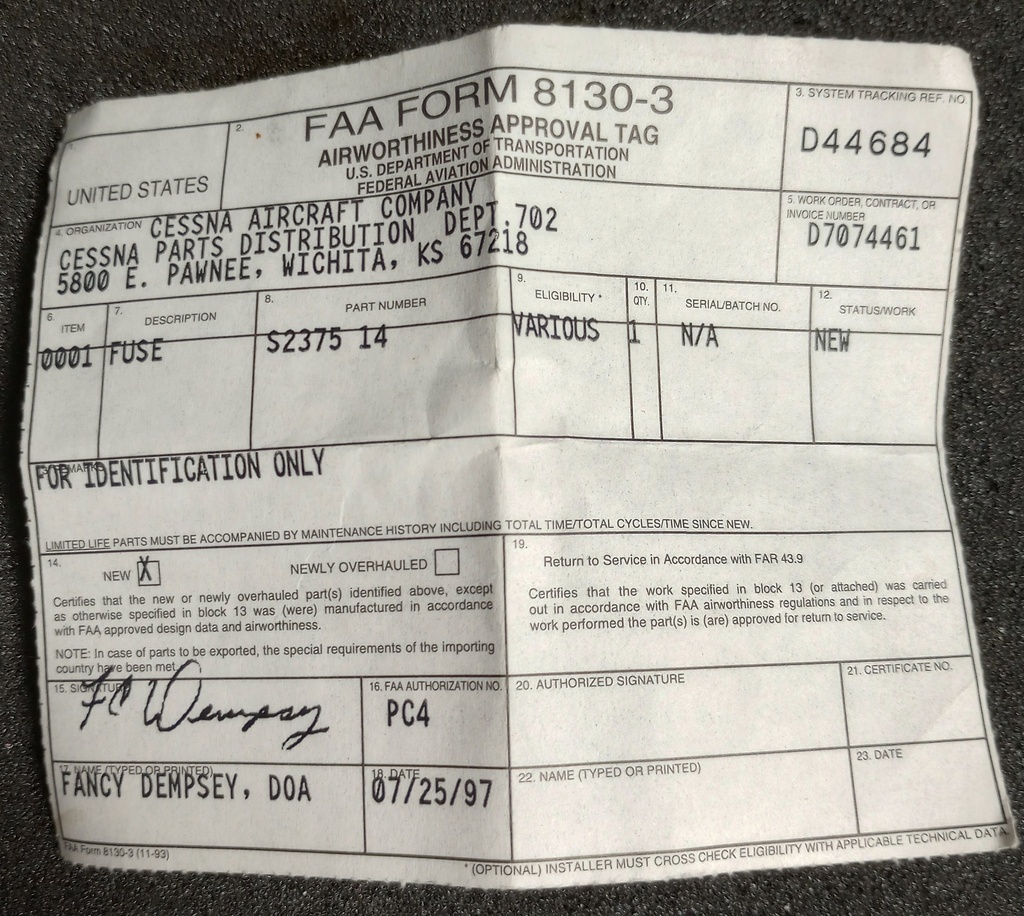 FAA FORM 8130-3
AIRWORTHINESS APPROVAL TAG
U.S. DEPARTMENT OF TRANSPORTATION
FEDERAL AVIATION ADMINISTRATION
2.
UNITED STATES
3. SYSTEM TRACKING REF. NO.
D44684
4. ORGANIZATION CESSNA AIRCRAFT COMPANY
CESSNA PARTS DISTRIBUTION DEPT.702
5800 E. PAWNEE, WICHITA, KS 67218
5. WORK ORDER, CONTRACT, OR
INVOICE NUMBER
D7074461
6. ITEM
7. DESCRIPTION
8. PART NUMBER
9. ELIGIBILITY *
10. QTY.
11. SERIAL/BATCH NO.
12. STATUS/WORK
0001 FUSE S2375 14 VARIOUS 1 N/A NEW
FOR IDENTIFICATION ONLY
LIMITED LIFE PARTS MUST BE ACCOMPANIED BY MAINTENANCE HISTORY INCLUDING TOTAL TIME/TOTAL CYCLES/TIME SINCE NEW.
14.
NEW X NEWLY OVERHAULED
Certifies that the new or newly overhauled part(s) identified above, except
as otherwise specified in block 13 was (were) manufactured in accordance
with FAA approved design data and airworthiness.
NOTE: In case of parts to be exported, the special requirements of the importing
country have been met.
19.
Return to Service in Accordance with FAR 43.9
Certifies that the work specified in block 13 (or attached) was carried
out in accordance with FAA airworthiness regulations and in respect to the
work performed the part(s) is (are) approved for return to service.
15. SIGNATURE
FC Dempsey
16. FAA AUTHORIZATION NO.
PC4
20. AUTHORIZED SIGNATURE
21. CERTIFICATE NO.
17. NAME (TYPED OR PRINTED)
FANCY DEMPSEY, DOA
18. DATE
07/25/97
22. NAME (TYPED OR PRINTED)
23. DATE
FAA Form 8130-3 (11-93)
* (OPTIONAL) INSTALLER MUST CROSS CHECK ELIGIBILITY WITH APPLICABLE TECHNICAL DATA